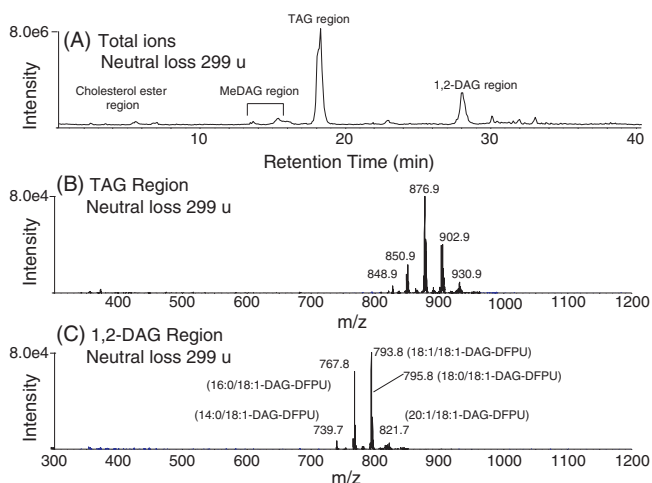 8.0e6
(A) Total ions
Neutral loss 299 u
TAG region
Cholesterol ester
region
MeDAG region
1,2-DAG region
Intensity
10
20
30
40
Retention Time (min)
(B) TAG Region
Neutral loss 299 u
8.0e4
Intensity
876.9
902.9
850.9
848.9
930.9
400
500
600
700
800
900
1000
1100
1200
m/z
(C) 1,2-DAG Region
Neutral loss 299 u
8.0e4
Intensity
793.8 (18:1/18:1-DAG-DFPU)
767.8
795.8 (18:0/18:1-DAG-DFPU)
(16:0/18:1-DAG-DFPU)
(14:0/18:1-DAG-DFPU)
(20:1/18:1-DAG-DFPU)
739.7
821.7
300
400
500
600
700
800
900
1000
1100
1200
m/z